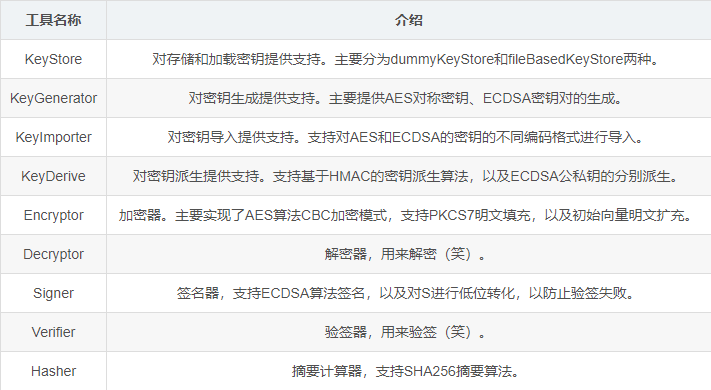 工具名称 介绍
KeyStore 对存储和加载密钥提供支持。主要分为dummyKeyStore和fileBasedKeyStore两种。
KeyGenerator 对密钥生成提供支持。主要提供AES对称密钥、ECDSA密钥对的生成。
KeyImporter 对密钥导入提供支持。支持对AES和ECDSA的密钥的不同编码格式进行导入。
KeyDerive 对密钥派生提供支持。支持基于HMAC的密钥派生算法，以及ECDSA公私钥的分别派生。
Encryptor 加密器。主要实现了AES算法CBC加密模式，支持PKCS7明文填充，以及初始向量明文扩充。
Decryptor 解密器，用来解密（笑）。
Signer 签名器，支持ECDSA算法签名，以及对S进行低位转化，以防止验签失败。
Verifier 验签器，用来验签（笑）。
Hasher 摘要计算器，支持SHA256摘要算法。